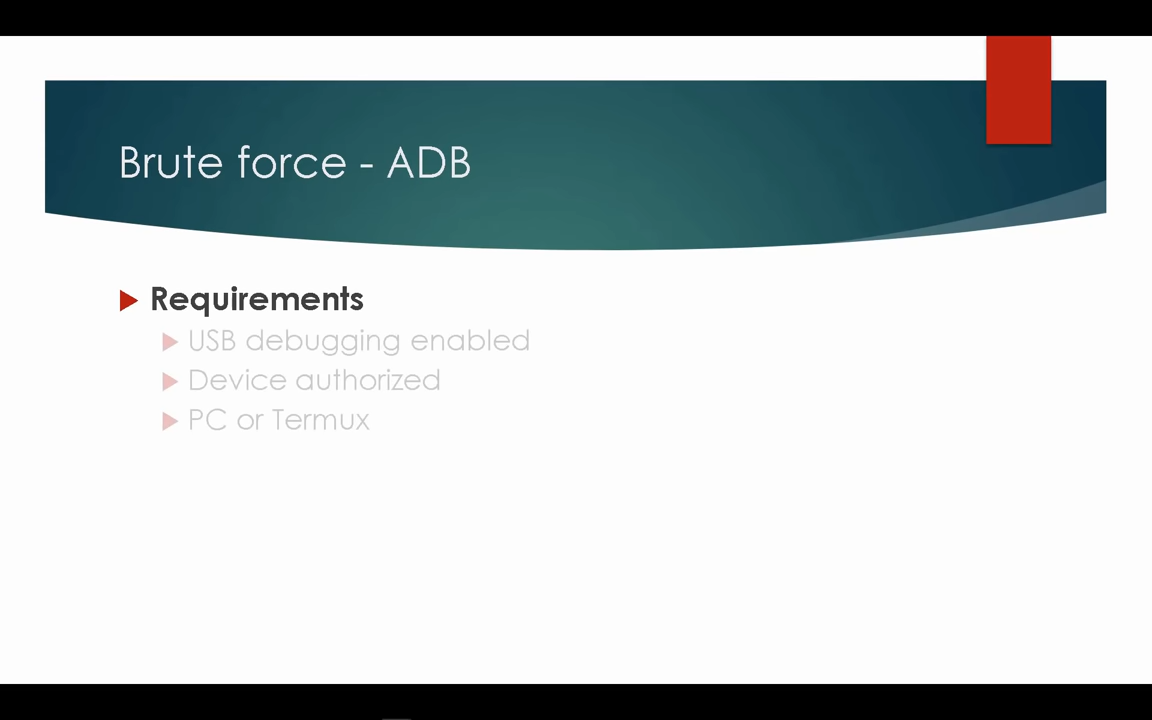 Brute force - ADB
Requirements
USB debugging enabled
Device authorized
PC or Termux